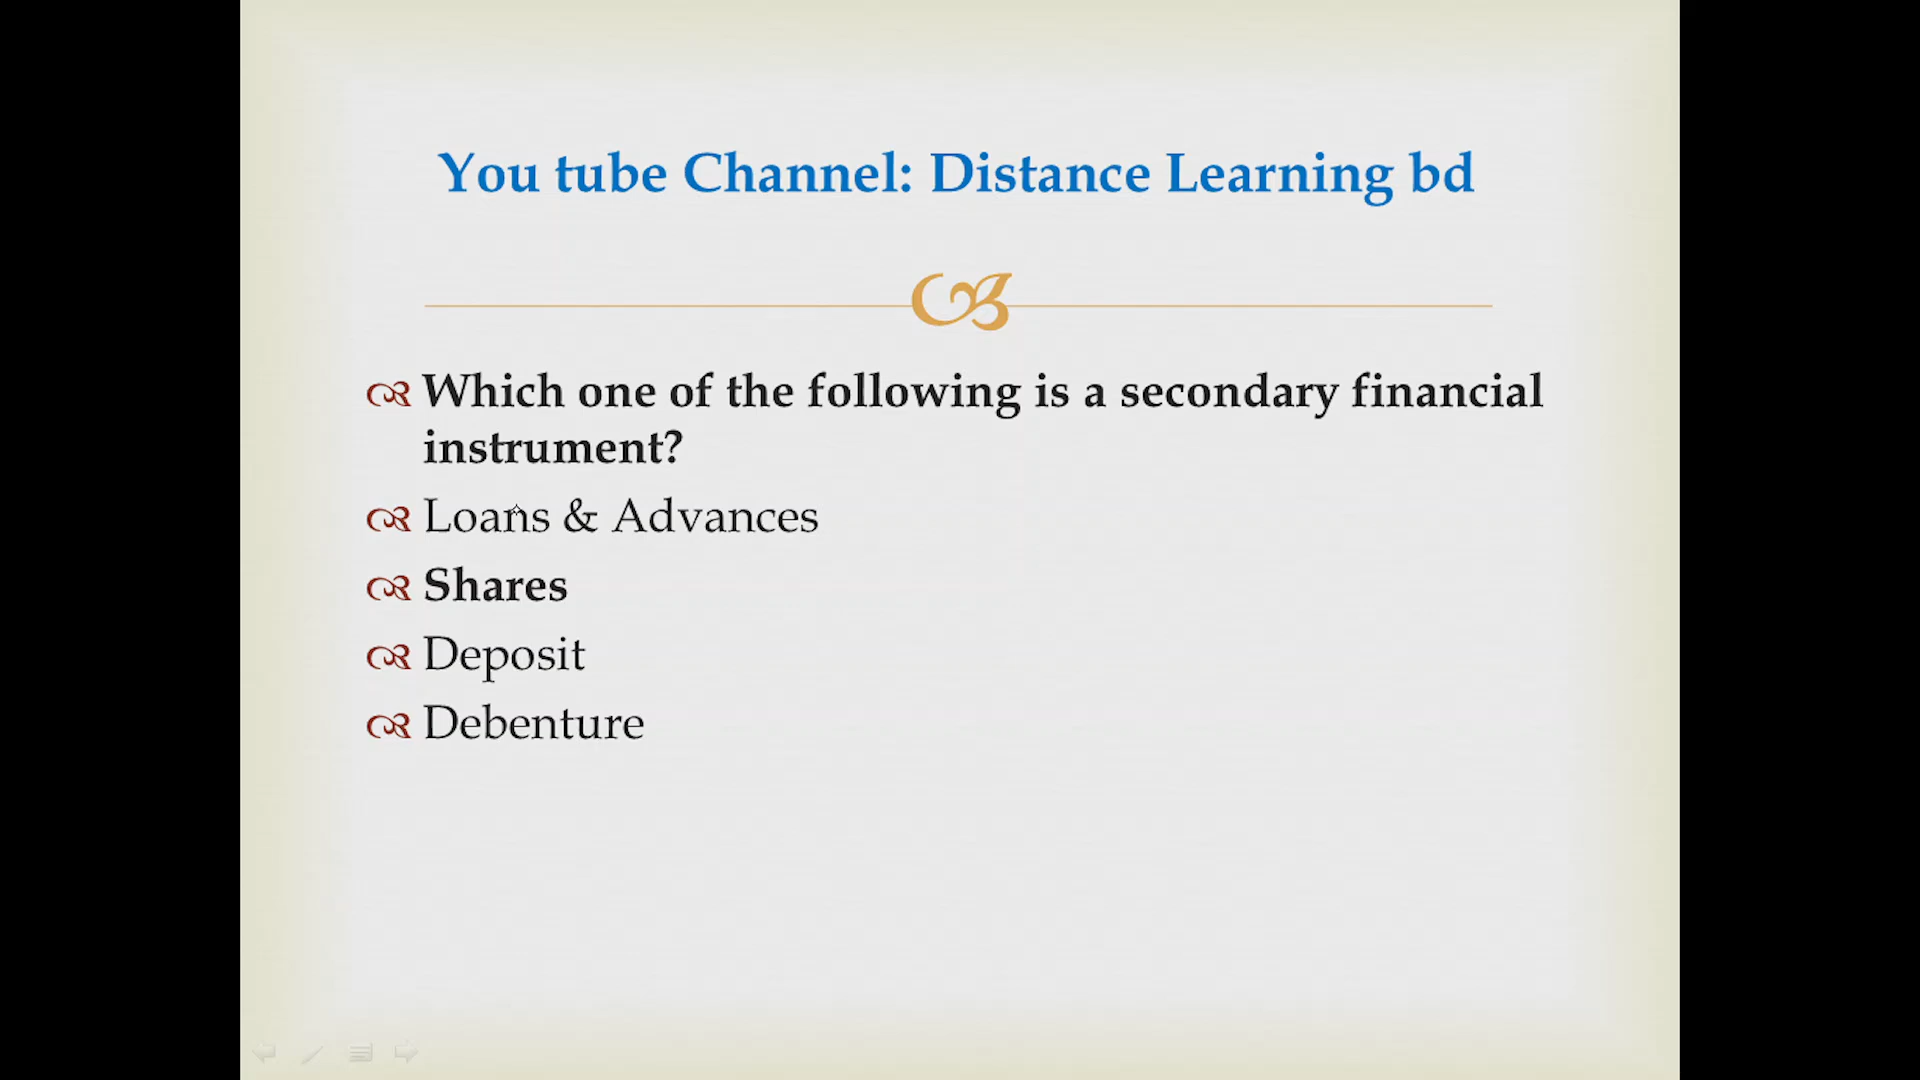 You tube Channel: Distance Learning bd
Which one of the following is a secondary financial
instrument?
Loans & Advances
Shares
Deposit
Debenture